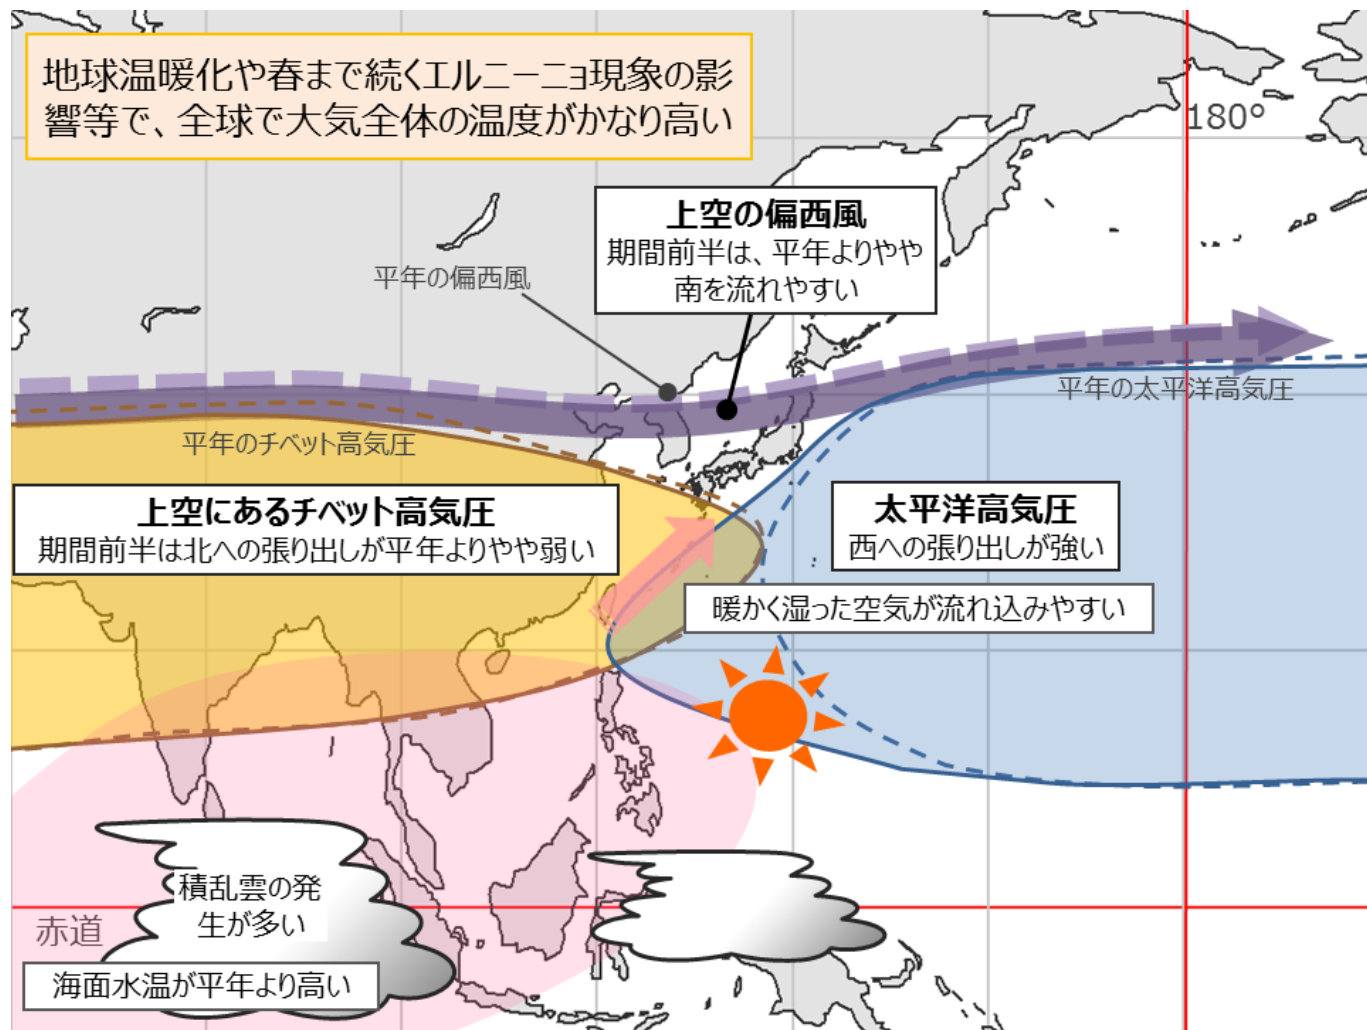 地球温暖化や春まで続くエルニーニョ現象の影
響等で、全球で大気全体の温度がかなり高い
180°
上空の偏西風
期間前半は、平年よりやや
南を流れやすい
平年の偏西風
平年の太平洋高気圧
平年のチベット高気圧
上空にあるチベット高気圧
期間前半は北への張り出しが平年よりやや弱い
太平洋高気圧
西への張り出しが強い
暖かく湿った空気が流れ込みやすい
積乱雲の発
生が多い
赤道
海面水温が平年より高い